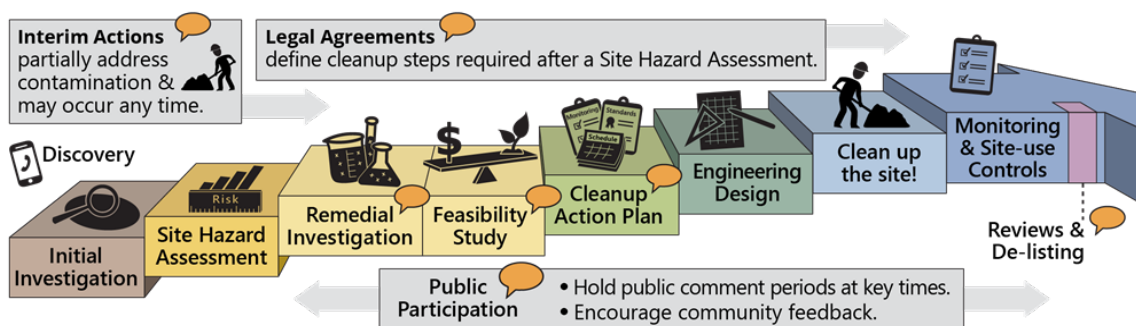 Interim Actions
partially address
contamination &
may occur any time.
Legal Agreements
define cleanup steps required after a Site Hazard Assessment.
Discovery
Initial
Investigation
Risk
Site Hazard
Assessment
Remedial
Investigation
$
Feasibility
Study
Monitoring
Standards
Schedule
Cleanup
Action Plan
Engineering
Design
Clean up
the site!
Monitoring
& Site-use
Controls
Reviews &
De-listing
Public
Participation
• Hold public comment periods at key times.
• Encourage community feedback.